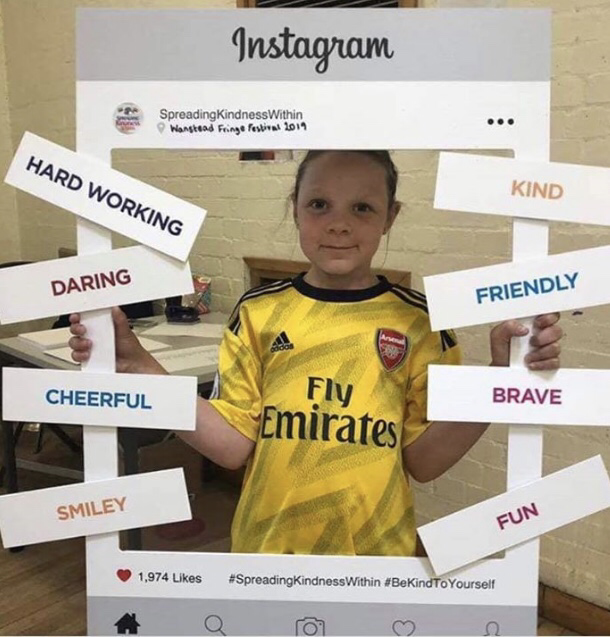 Instagram
SpreadingKindnessWithin
Wanstead Fringe Festival 2019
HARD WORKING
KIND
DARING
FRIENDLY
CHEERFUL
BRAVE
SMILEY
FUN
adidas
Arsenal
Fly
Emirates
1,974 Likes #SpreadingKindnessWithin #BeKindToYourself